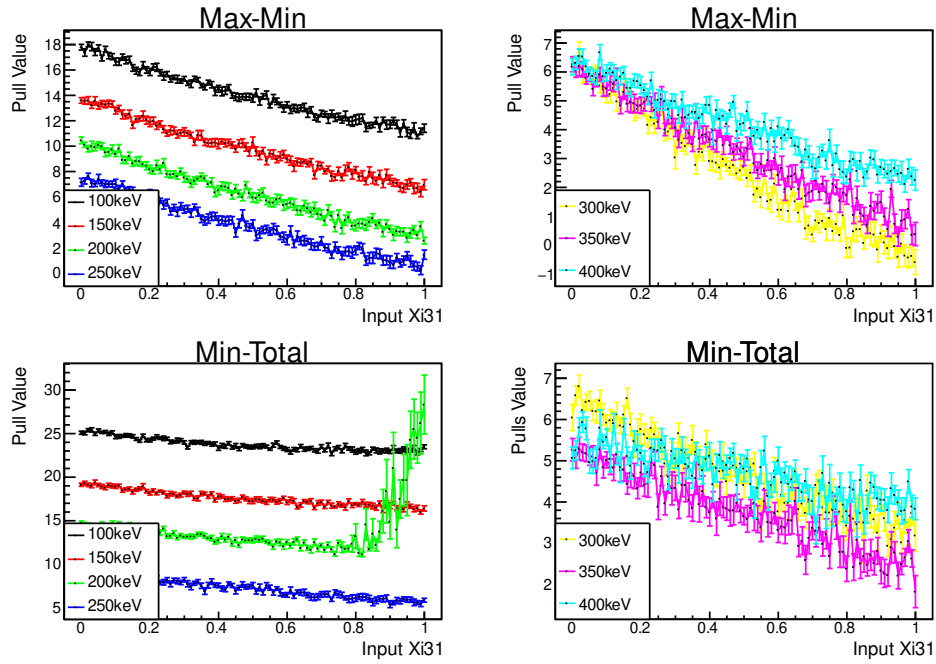 Max-Min
Pull Value
18
16
14
12
10
8
6
4
2
0
100keV
150keV
200keV
250keV
0 0.2 0.4 0.6 0.8 1
Input Xi31
Max-Min
Pull Value
7
6
5
4
3
2
1
0
−1
300keV
350keV
400keV
0 0.2 0.4 0.6 0.8 1
Input Xi31
Min-Total
Pull Value
30
25
20
15
10
5
100keV
150keV
200keV
250keV
0 0.2 0.4 0.6 0.8 1
Input Xi31
Min-Total
Pulls Value
7
6
5
4
3
2
300keV
350keV
400keV
0 0.2 0.4 0.6 0.8 1
Input Xi31